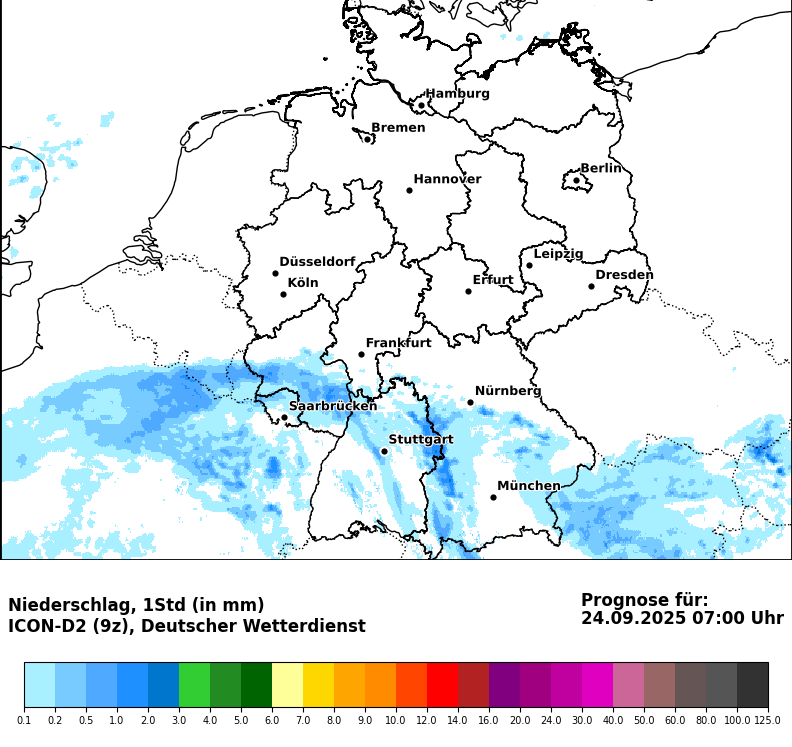 Hamburg
Bremen
Berlin
Hannover
Leipzig
Düsseldorf
Dresden
Köln
Erfurt
Frankfurt
Nürnberg
Saarbrücken
Stuttgart
München
Niederschlag, 1Std (in mm)
ICON-D2 (9z), Deutscher Wetterdienst
Prognose für:
24.09.2025 07:00 Uhr
0.1 0.2 0.5 1.0 2.0 3.0 4.0 5.0 6.0 7.0 8.0 9.0 10.0 12.0 14.0 16.0 20.0 24.0 30.0 40.0 50.0 60.0 80.0 100.0 125.0